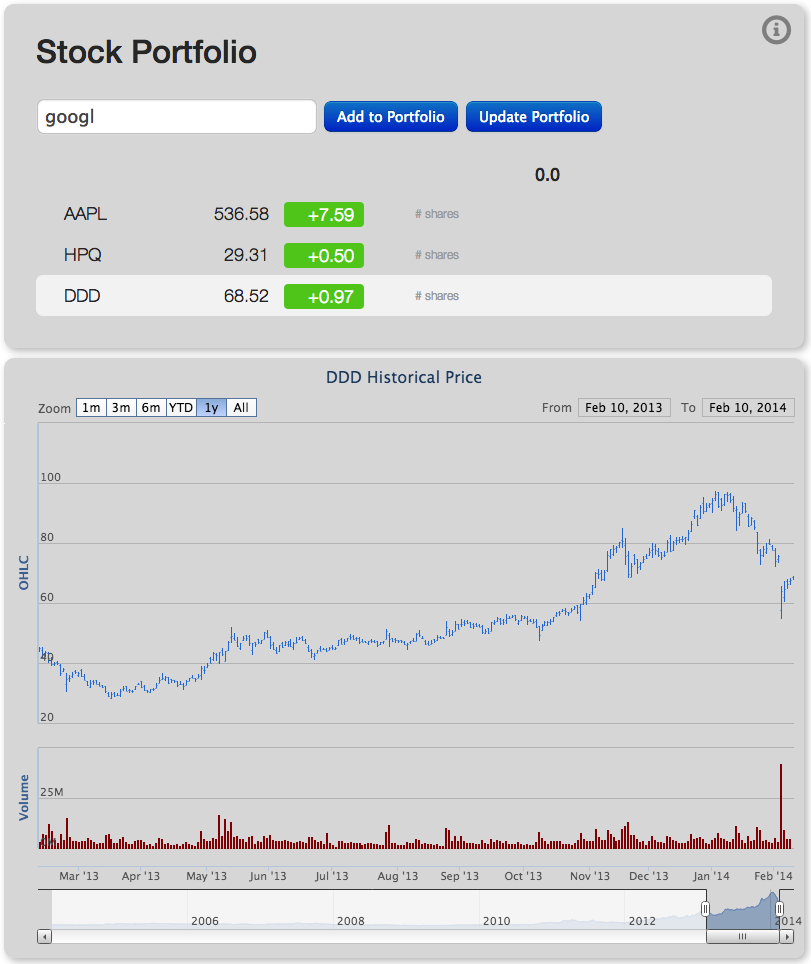 Stock Portfolio
googl
Add to Portfolio
Update Portfolio
0.0
AAPL 536.58 +7.59 # shares
HPQ 29.31 +0.50 # shares
DDD 68.52 +0.97 # shares
DDD Historical Price
Zoom 1m 3m 6m YTD 1y All From Feb 10, 2013 To Feb 10, 2014
100
80
OHLC
60
40
20
Volume
25M
Mar '13 Apr '13 May '13 Jun '13 Jul '13 Aug '13 Sep '13 Oct '13 Nov '13 Dec '13 Jan '14 Feb '14
2006 2008 2010 2012 2014